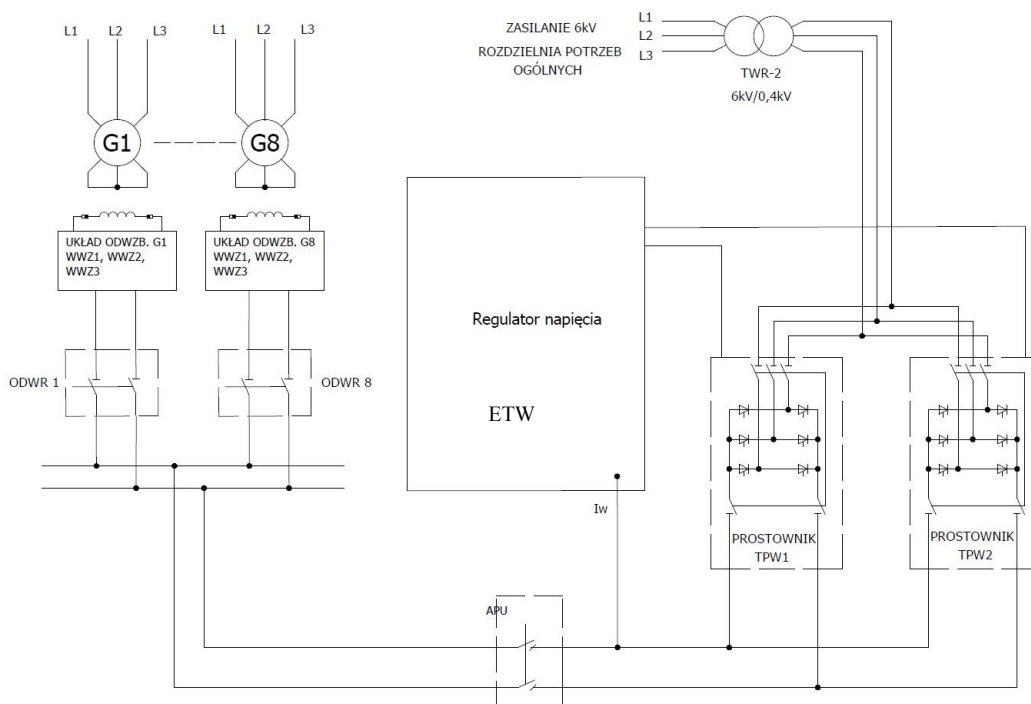 L1 L2 L3
L1 L2 L3
G1
G8
UKŁAD ODWZB. G1
WWZ1, WWZ2,
WWZ3
UKŁAD ODWZB. G8
WWZ1, WWZ2,
WWZ3
ODWR 1
ODWR 8
ZASILANIE 6kV
ROZDZIELNIA POTRZEB
OGÓLNYCH
L1
L2
L3
TWR-2
6kV/0,4kV
Regulator napięcia
ETW
Iw
PROSTOWNIK
TPW1
PROSTOWNIK
TPW2
APU